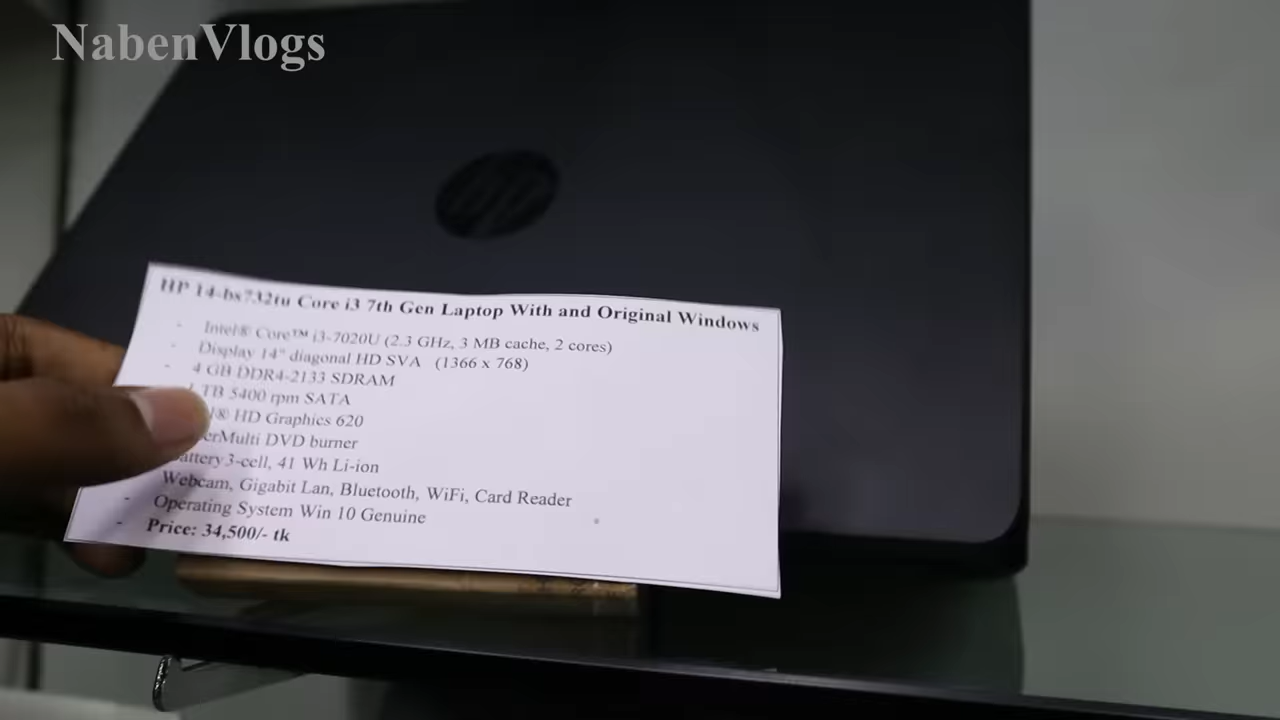 NabenVlogs
hp
HP 14-bx732tu Core i3 7th Gen Laptop With and Original Windows
- Intel® Core™ i3-7020U (2.3 GHz, 3 MB cache, 2 cores)
- Display 14" diagonal HD SVA (1366 x 768)
- 4 GB DDR4-2133 SDRAM
TB 5400 rpm SATA
HD Graphics 620
DVD burner
Battery 3-cell, 41 Wh Li-ion
Webcam, Gigabit Lan, Bluetooth, WiFi, Card Reader
- Operating System Win 10 Genuine
- Price: 34,500/- tk